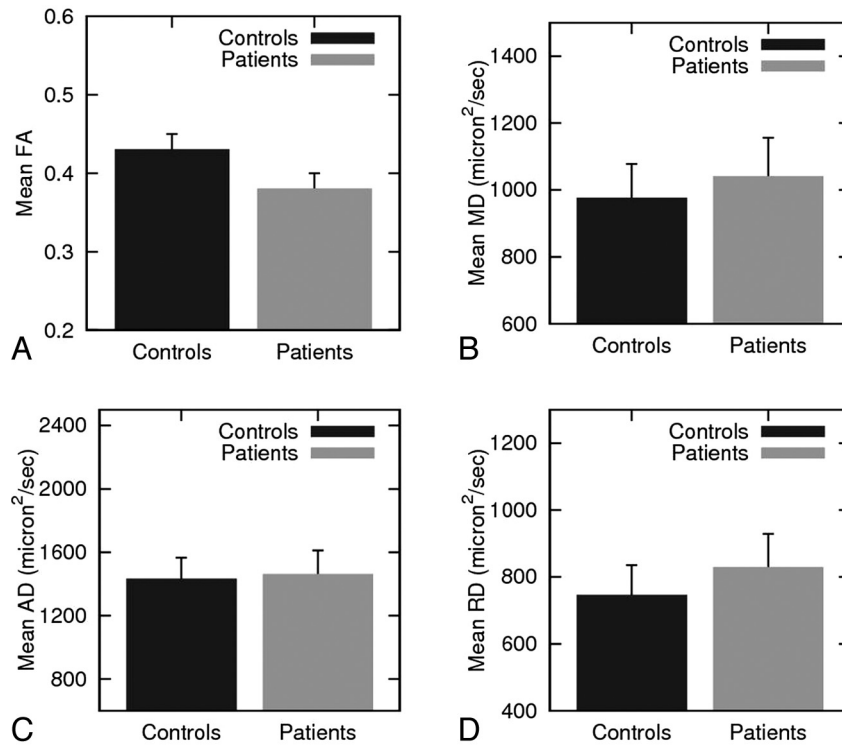 0.6
0.5
0.4
0.3
0.2
Mean FA
Controls
Patients
Controls
Patients
A
1400
1200
1000
800
600
Mean MD (micron²/sec)
Controls
Patients
Controls
Patients
B
2400
2000
1600
1200
800
Mean AD (micron²/sec)
Controls
Patients
Controls
Patients
C
1200
1000
800
600
400
Mean RD (micron²/sec)
Controls
Patients
Controls
Patients
D